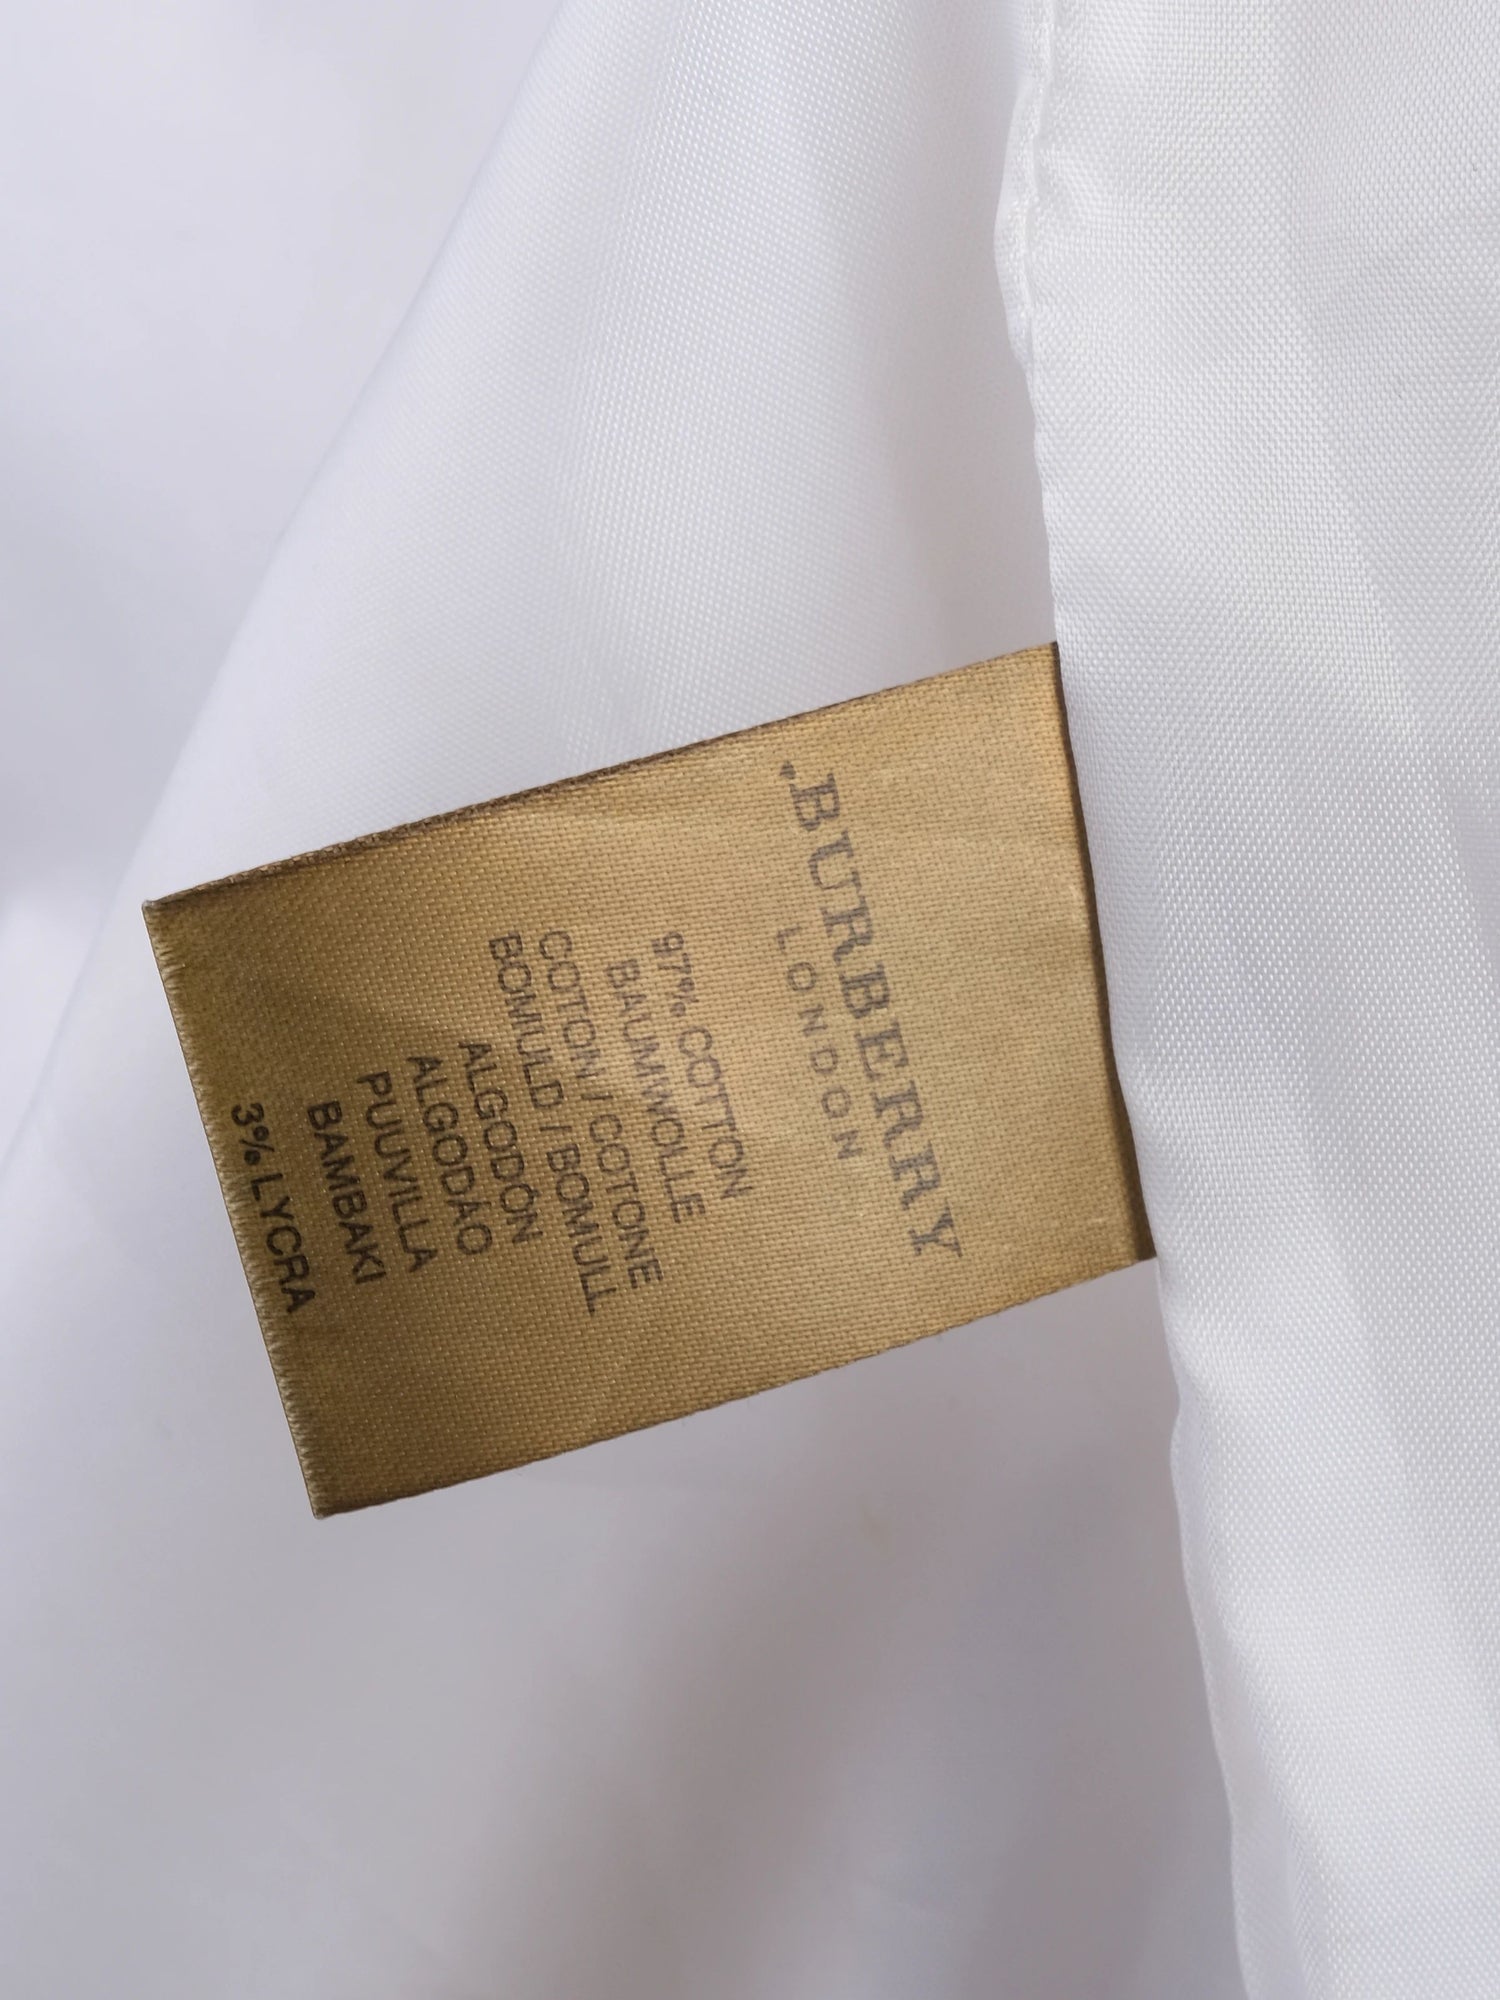 BURBERRY
LONDON
97% COTTON
BAUMWOLLE
COTON / COTONE
BOMULD / BOMULL
ALGODÓN
ALGODÃO
PUUVILLA
BAMBAKI
3% LYCRA